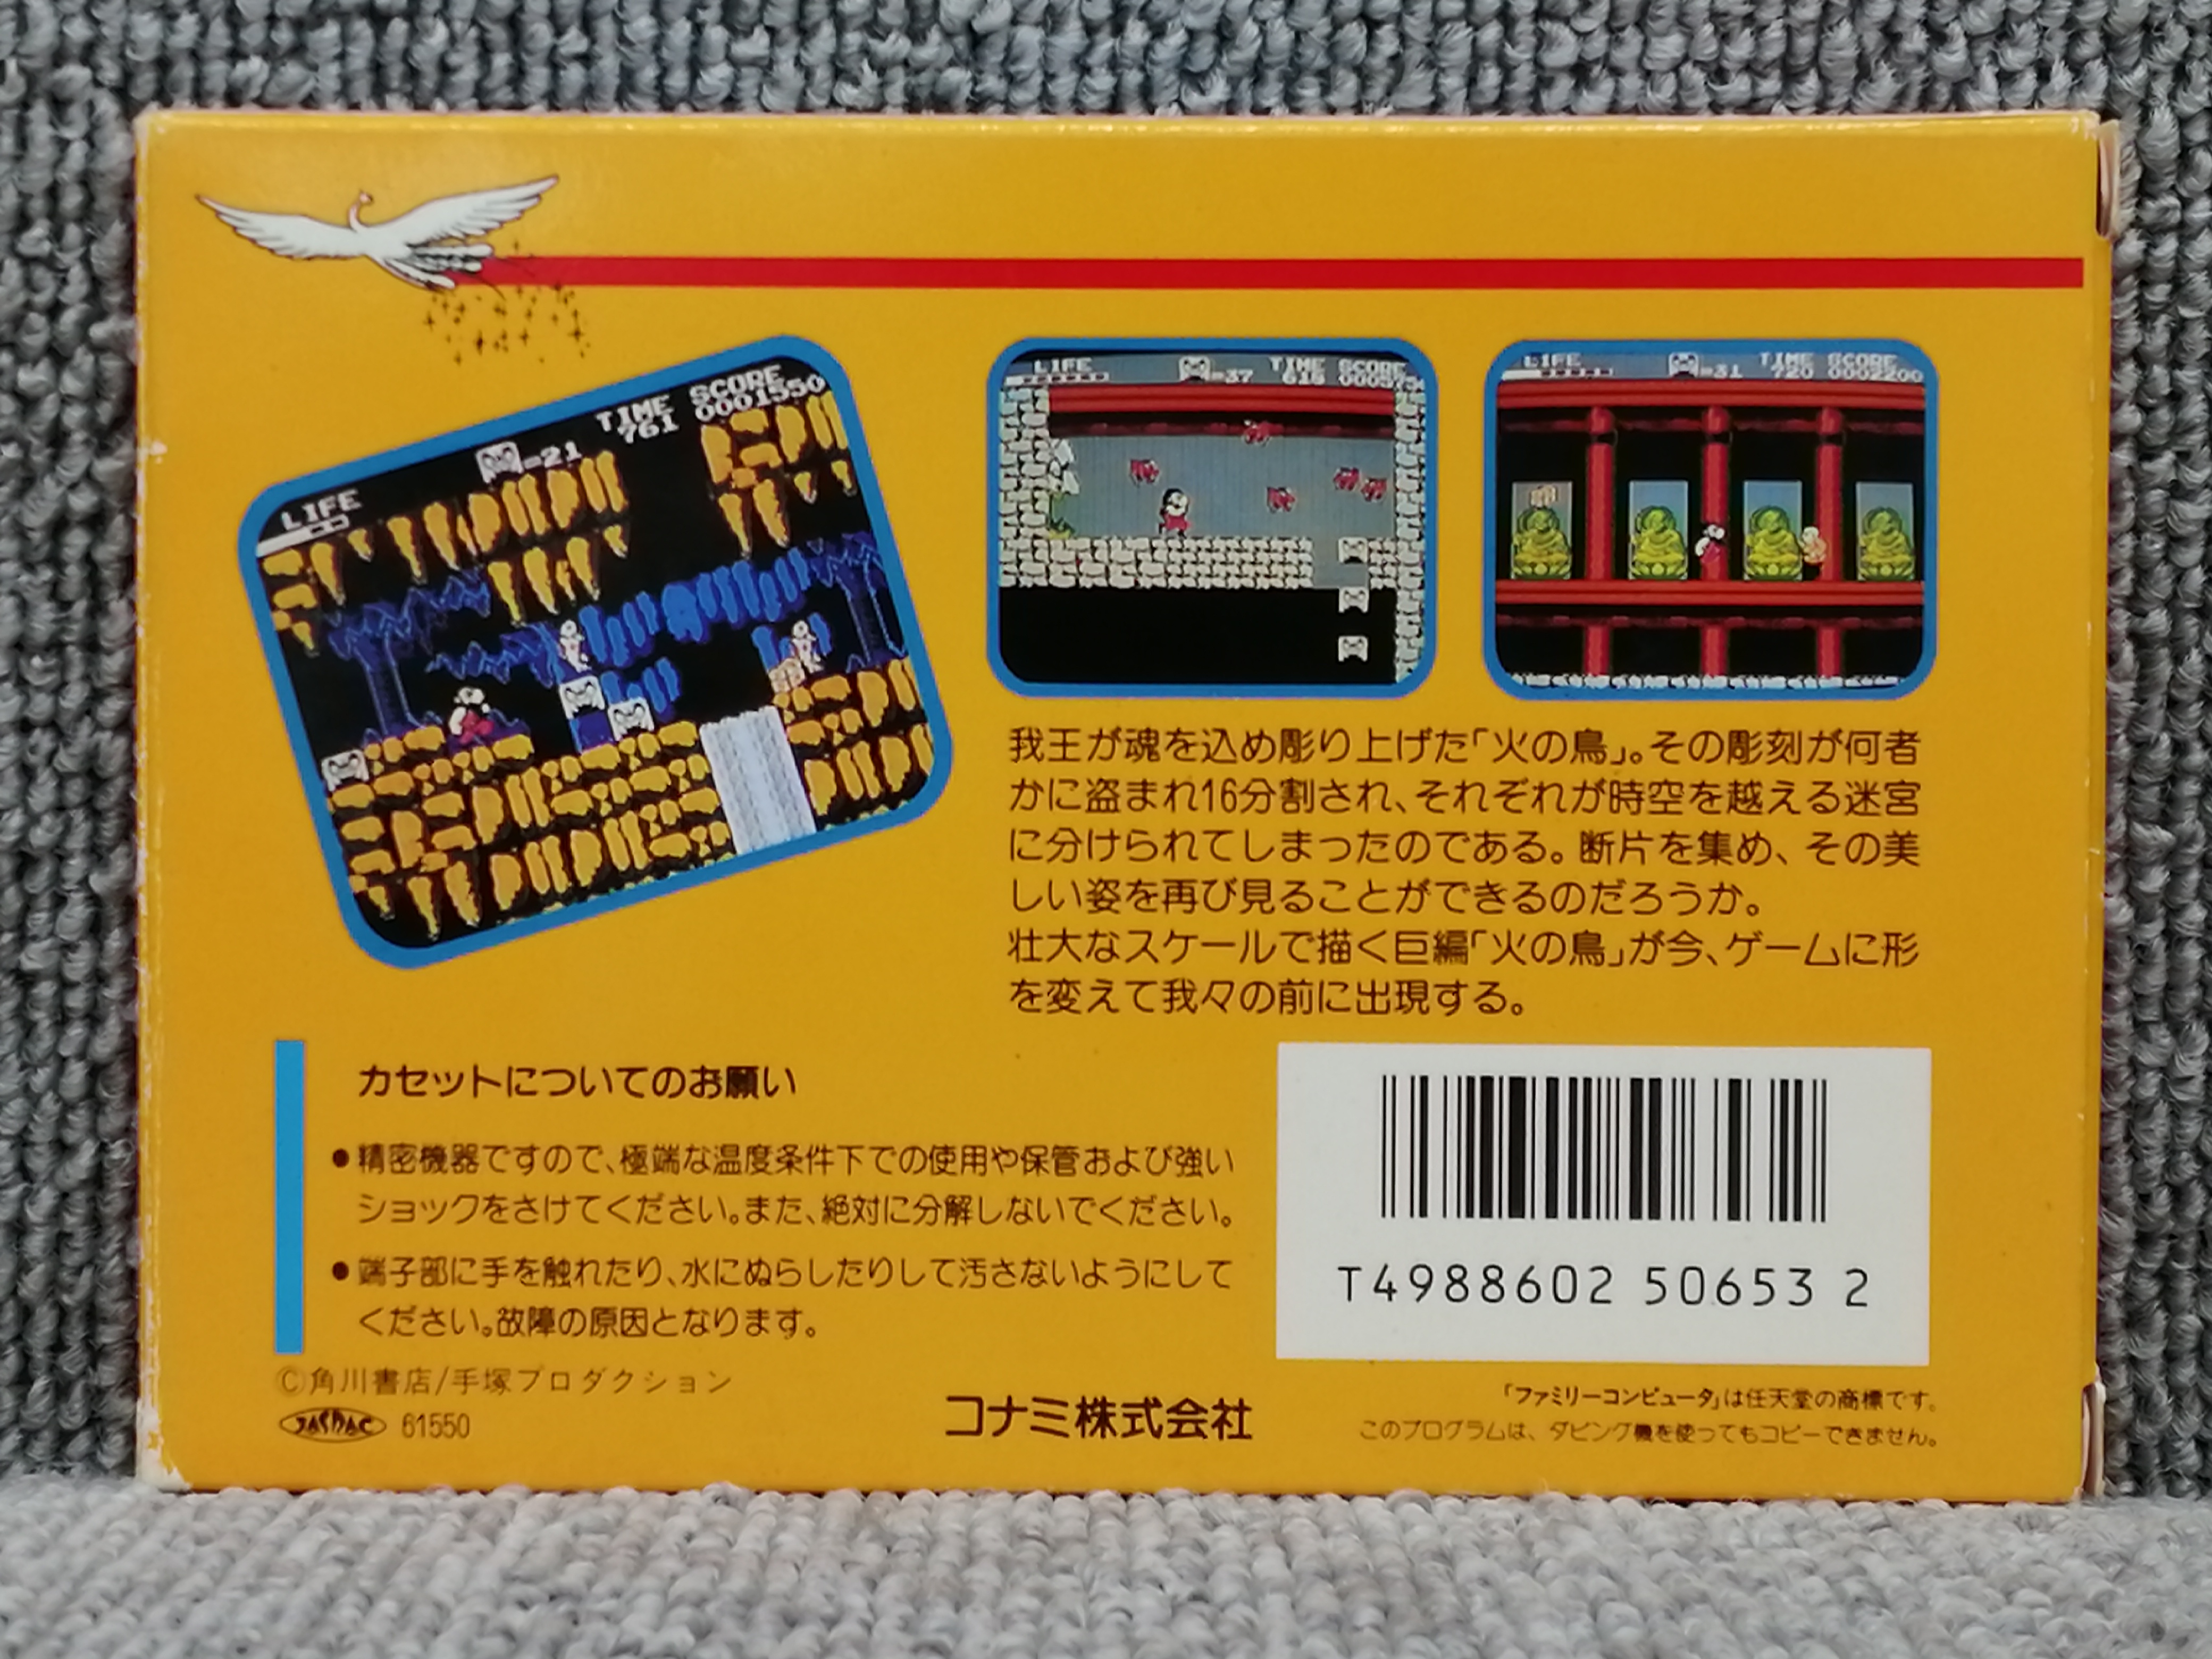 LIFE
=21
TIME SCORE
761 0001550
LIFE
=37
TIME SCORE
LIFE
=31
TIME SCORE
720 0002200
我王が魂を込め彫り上げた「火の鳥」。その彫刻が何者
かに盗まれ16分割され、それぞれが時空を越える迷宮
に分けられてしまったのである。断片を集め、その美
しい姿を再び見ることができるのだろうか。
壮大なスケールで描く巨編「火の鳥」が今、ゲームに形
を変えて我々の前に出現する。
カセットについてのお願い
●精密機器ですので、極端な温度条件下での使用や保管および強い
ショックをさけてください。また、絶対に分解しないでください。
●端子部に手を触れたり、水にぬらしたりして汚さないようにして
ください。故障の原因となります。
©角川書店/手塚プロダクション
JASRAC 61550
コナミ株式会社
T4988602 50653 2
「ファミリーコンピュータ」は任天堂の商標です。
このプログラムは、ダビング機を使ってもコピーできません。